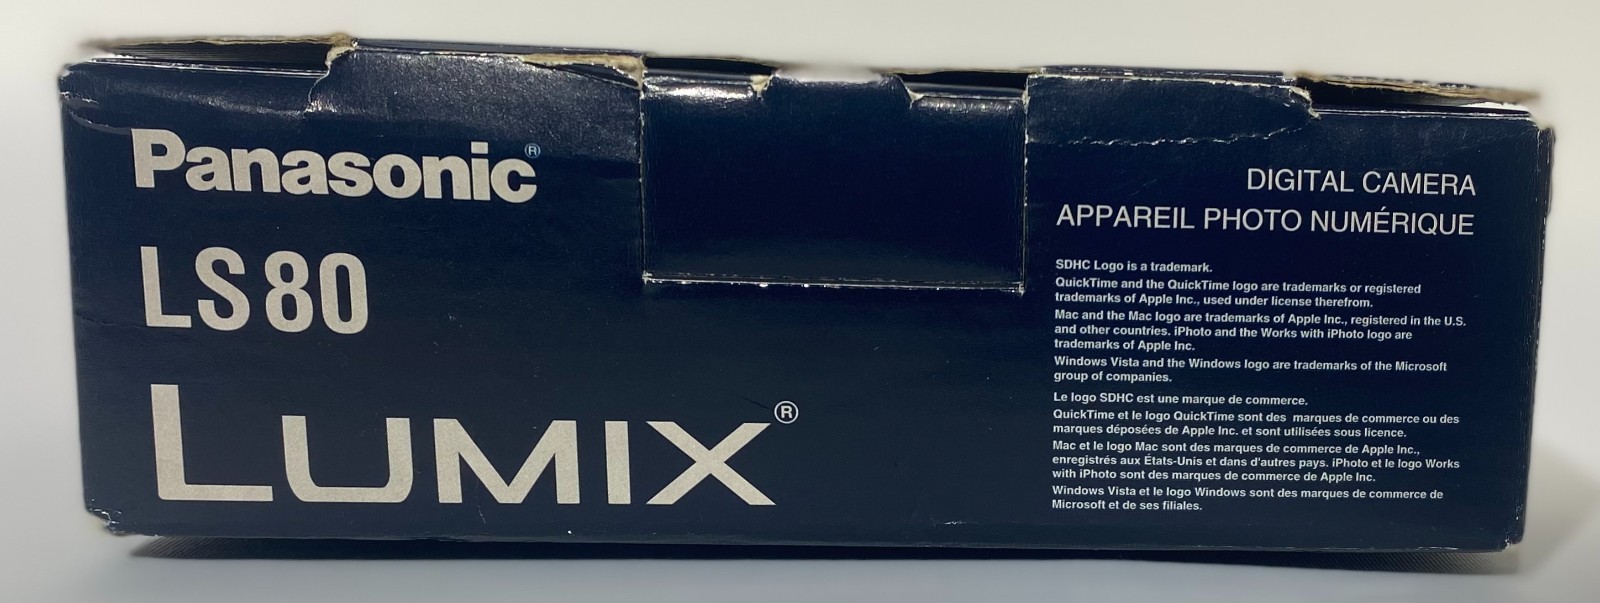 Panasonic®
LS80
LUMIX®
DIGITAL CAMERA
APPAREIL PHOTO NUMÉRIQUE
SDHC Logo is a trademark.
QuickTime and the QuickTime logo are trademarks or registered
trademarks of Apple Inc., used under license therefrom.
Mac and the Mac logo are trademarks of Apple Inc., registered in the U.S.
and other countries. iPhoto and the Works with iPhoto logo are
trademarks of Apple Inc.
Windows Vista and the Windows logo are trademarks of the Microsoft
group of companies.
Le logo SDHC est une marque de commerce.
QuickTime et le logo QuickTime sont des marques de commerce ou des
marques déposées de Apple Inc. et sont utilisées sous licence.
Mac et le logo Mac sont des marques de commerce de Apple Inc.,
enregistrés aux États-Unis et dans d'autres pays. iPhoto et le logo Works
with iPhoto sont des marques de commerce de Apple Inc.
Windows Vista et le logo Windows sont des marques de commerce de
Microsoft et de ses filiales.